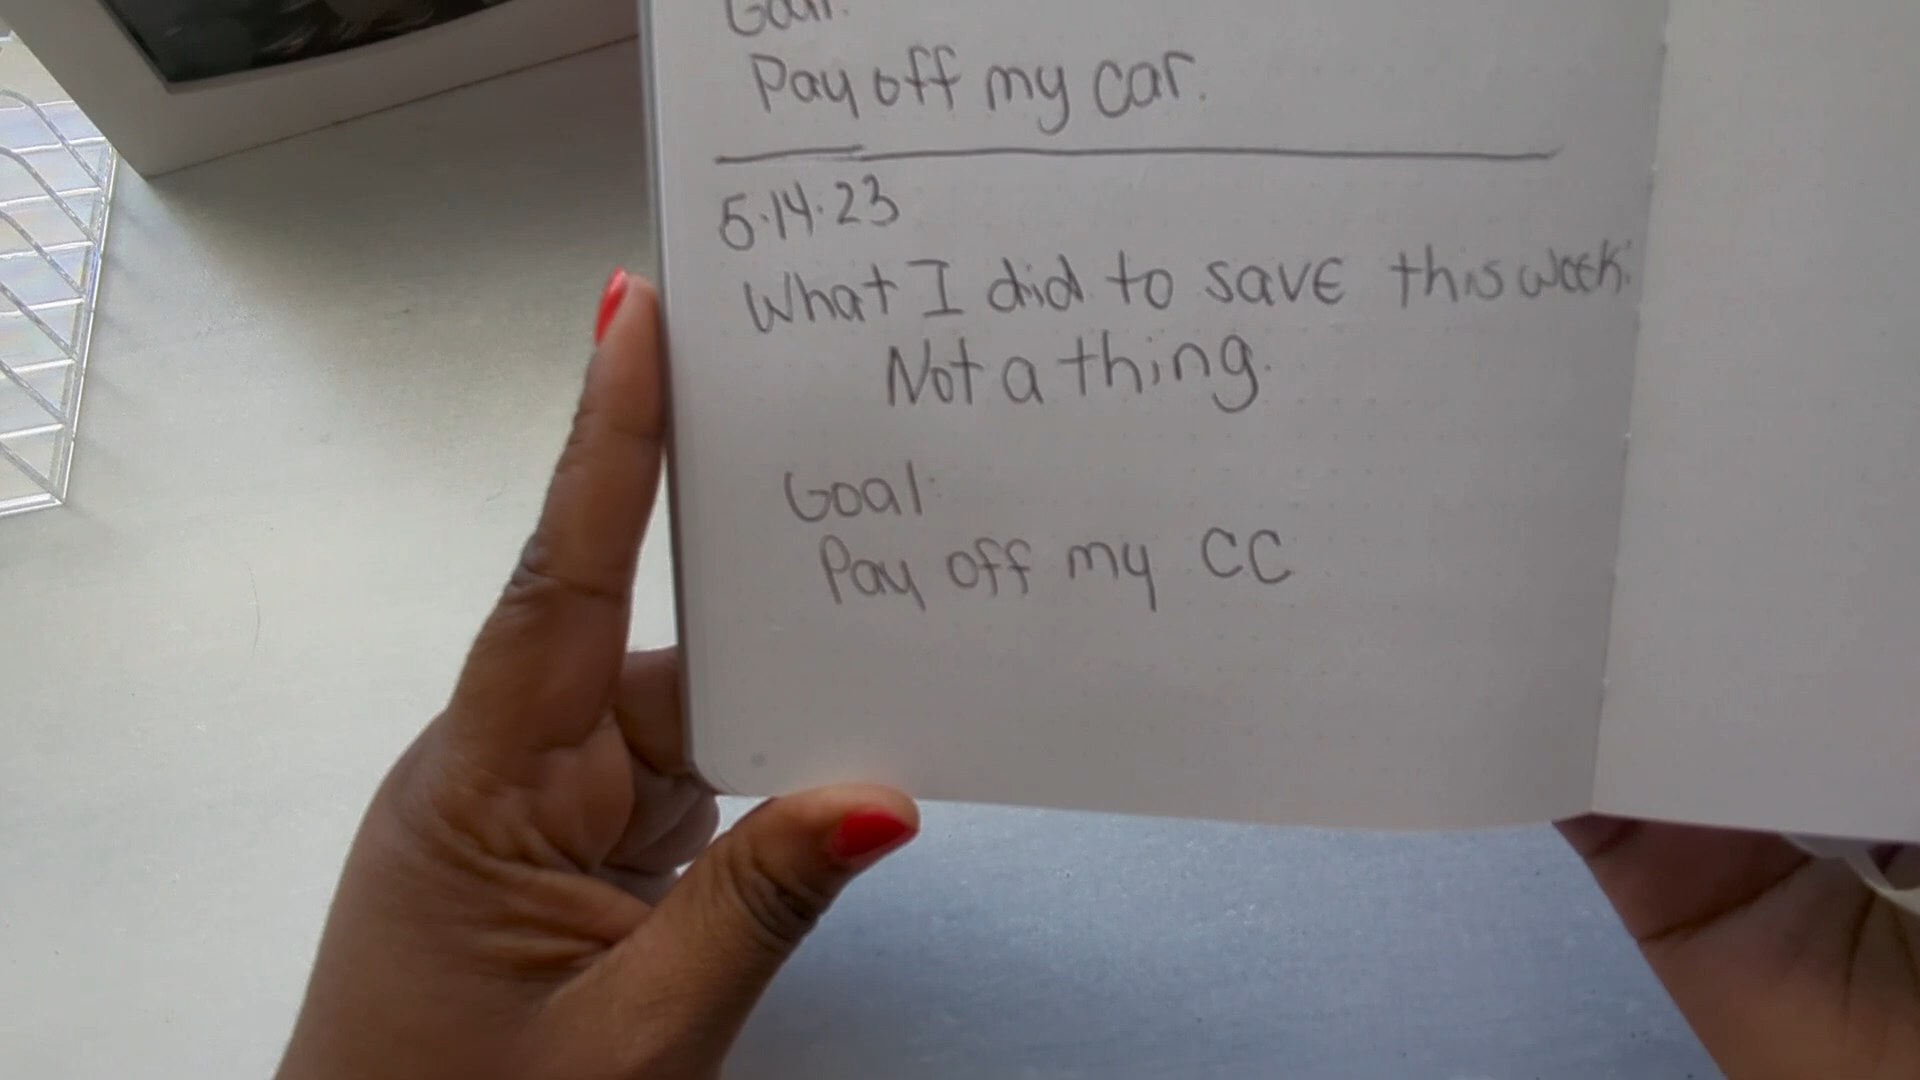 Goal:
Pay off my car.
5.14.23
What I did to save this week:
Not a thing.
Goal:
Pay off my CC